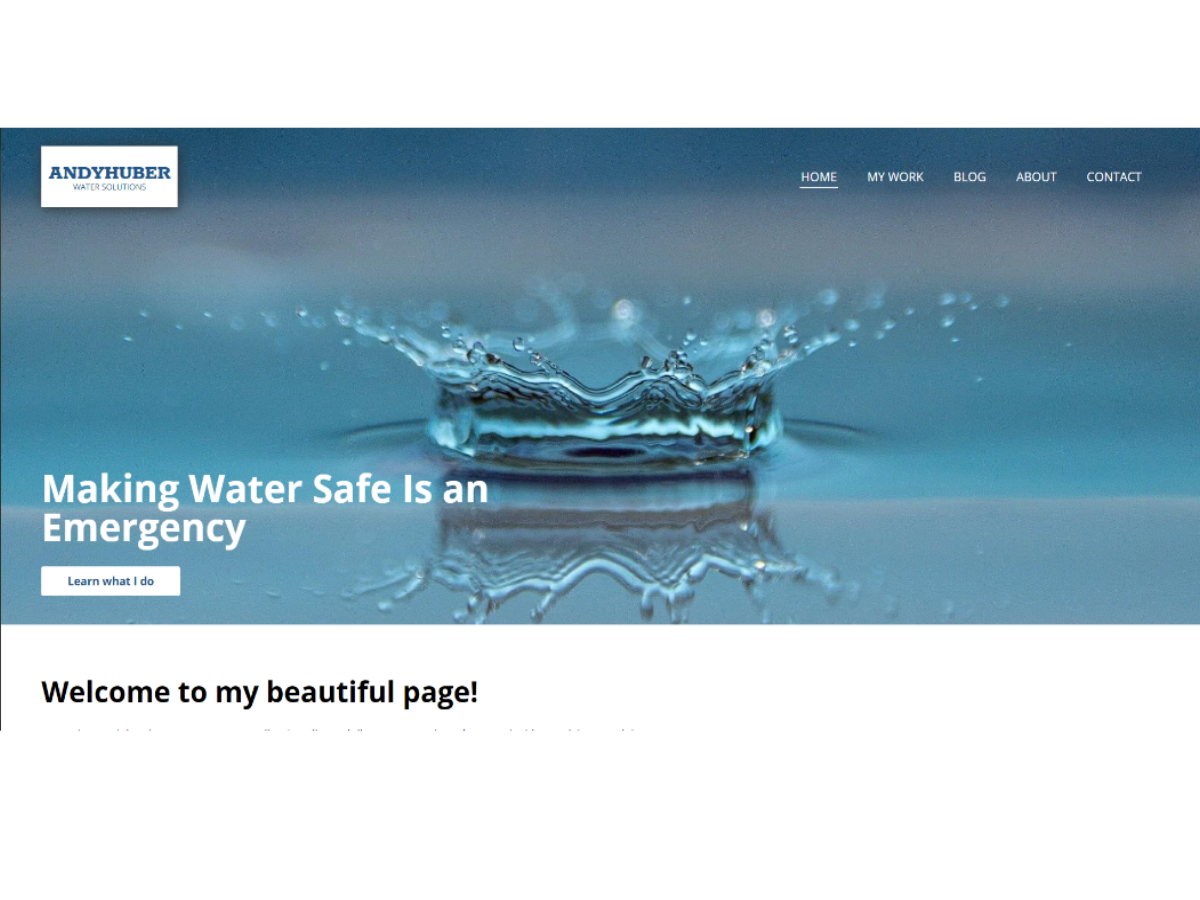 ANDYHUBER
WATER SOLUTIONS
HOME MY WORK BLOG ABOUT CONTACT
Making Water Safe Is an
Emergency
Learn what I do
Welcome to my beautiful page!